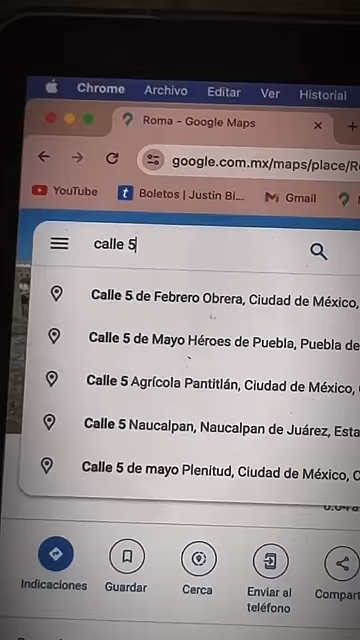 Chrome Archivo Editar Ver Historial
Roma - Google Maps
google.com.mx/maps/place/R
YouTube t Boletos | Justin Bi... Gmail
calle 5
Calle 5 de Febrero Obrera, Ciudad de México,
Calle 5 de Mayo Héroes de Puebla, Puebla de
Calle 5 Agrícola Pantitlán, Ciudad de México,
Calle 5 Naucalpan, Naucalpan de Juárez, Esta
Calle 5 de mayo Plenitud, Ciudad de México, C
Indicaciones Guardar Cerca Enviar al teléfono Compart